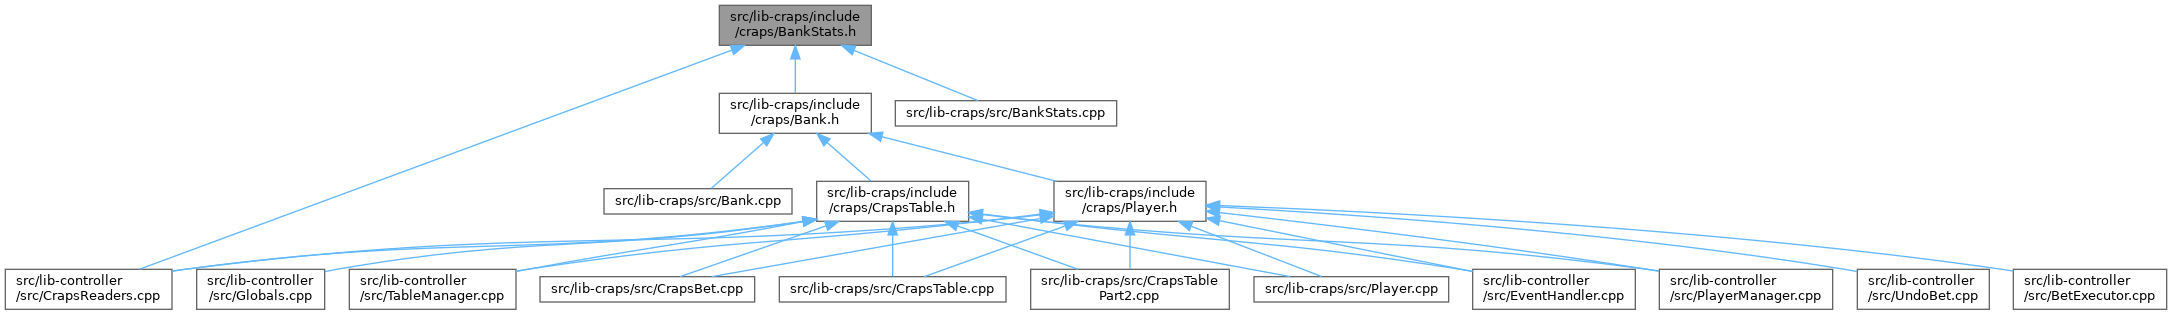 src/lib-craps/include
/craps/BankStats.h
src/lib-craps/include
/craps/Bank.h
src/lib-craps/src/BankStats.cpp
src/lib-craps/src/Bank.cpp
src/lib-craps/include
/craps/CrapsTable.h
src/lib-craps/include
/craps/Player.h
src/lib-controller
/src/CrapsReaders.cpp
src/lib-controller
/src/Globals.cpp
src/lib-controller
/src/TableManager.cpp
src/lib-craps/src/CrapsBet.cpp
src/lib-craps/src/CrapsTable.cpp
src/lib-craps/src/CrapsTable
Part2.cpp
src/lib-craps/src/Player.cpp
src/lib-controller
/src/EventHandler.cpp
src/lib-controller
/src/PlayerManager.cpp
src/lib-controller
/src/UndoBet.cpp
src/lib-controller
/src/BetExecutor.cpp